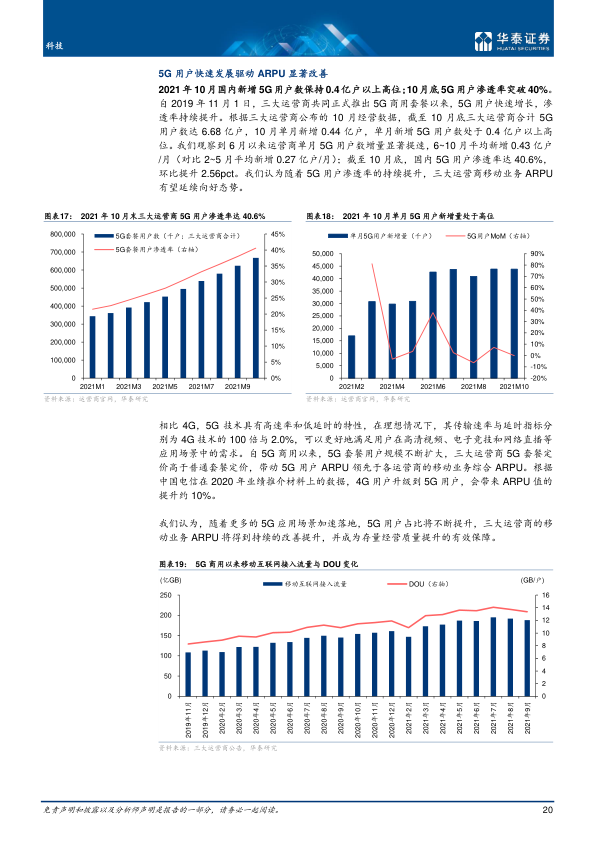 科技
华泰证券
HUATAI SECURITIES
5G 用户快速发展驱动 ARPU 显著改善
2021 年 10 月国内新增 5G 用户数保持 0.4 亿户以上高位；10 月底 5G 用户渗透率突破 40%。
自 2019 年 11 月 1 日，三大运营商共同正式推出 5G 商用套餐以来，5G 用户快速增长，渗
透率持续提升。根据三大运营商公布的 10 月经营数据，截至 10 月底三大运营商合计 5G
用户数达 6.68 亿户，10 月单月新增 0.44 亿户，单月新增 5G 用户数处于 0.4 亿户以上高
位。我们观察到 6 月以来运营商单月 5G 用户数增量显著提速，6~10 月平均新增 0.43 亿户
/月（对比 2~5 月平均新增 0.27 亿户/月）；截至 10 月底，国内 5G 用户渗透率达 40.6%，
环比提升 2.56pct。我们认为随着 5G 用户渗透率的持续提升，三大运营商移动业务 ARPU
有望延续向好态势。
图表17： 2021 年 10 月末三大运营商 5G 用户渗透率达 40.6%
5G套餐用户数（千户；三大运营商合计）
5G套餐用户渗透率（右轴）
800,000
700,000
600,000
500,000
400,000
300,000
200,000
100,000
0
45%
40%
35%
30%
25%
20%
15%
10%
5%
0%
2021M1 2021M3 2021M5 2021M7 2021M9
资料来源：运营商官网，华泰研究
图表18： 2021 年 10 月单月 5G 用户新增量处于高位
单月5G用户新增量（千户）
5G用户MoM（右轴）
50,000
45,000
40,000
35,000
30,000
25,000
20,000
15,000
10,000
5,000
0
90%
80%
70%
60%
50%
40%
30%
20%
10%
0%
-10%
-20%
2021M2 2021M4 2021M6 2021M8 2021M10
资料来源：运营商官网，华泰研究
相比 4G，5G 技术具有高速率和低延时的特性，在理想情况下，其传输速率与延时指标分
别为 4G 技术的 100 倍与 2.0%，可以更好地满足用户在高清视频、电子竞技和网络直播等
应用场景中的需求。自 5G 商用以来，5G 套餐用户规模不断扩大，三大运营商 5G 套餐定
价高于普通套餐定价，带动 5G 用户 ARPU 领先于各运营商的移动业务综合 ARPU。根据
中国电信在 2020 年业绩推介材料上的数据，4G 用户升级到 5G 用户，会带来 ARPU 值的
提升约 10%。
我们认为，随着更多的 5G 应用场景加速落地，5G 用户占比将不断提升，三大运营商的移
动业务 ARPU 将得到持续的改善提升，并成为存量经营质量提升的有效保障。
图表19： 5G 商用以来移动互联网接入流量与 DOU 变化
(亿GB)
移动互联网接入流量
DOU（右轴）
(GB/户)
250
200
150
100
50
0
16
14
12
10
8
6
4
2
0
2019年11月
2019年12月
2020年2月
2020年3月
2020年4月
2020年5月
2020年6月
2020年7月
2020年8月
2020年9月
2020年10月
2020年11月
2020年12月
2021年2月
2021年3月
2021年4月
2021年5月
2021年6月
2021年7月
2021年8月
2021年9月
资料来源：三大运营商公告，华泰研究
免责声明和披露以及分析师声明是报告的一部分，请务必一起阅读。
20